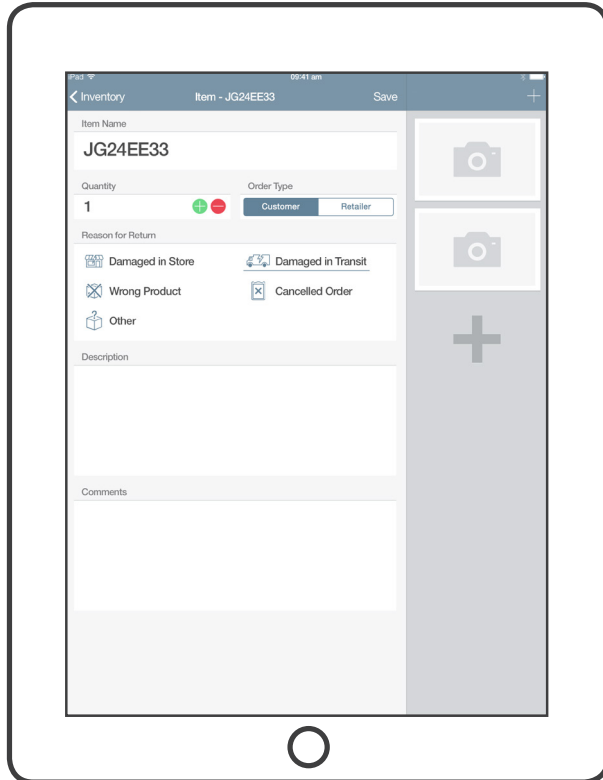 iPad 09:41 am
Inventory Item - JG24EE33 Save
Item Name
JG24EE33
Quantity Order Type
1 Customer Retailer
Reason for Return
Damaged in Store Damaged in Transit
Wrong Product Cancelled Order
Other
Description
Comments